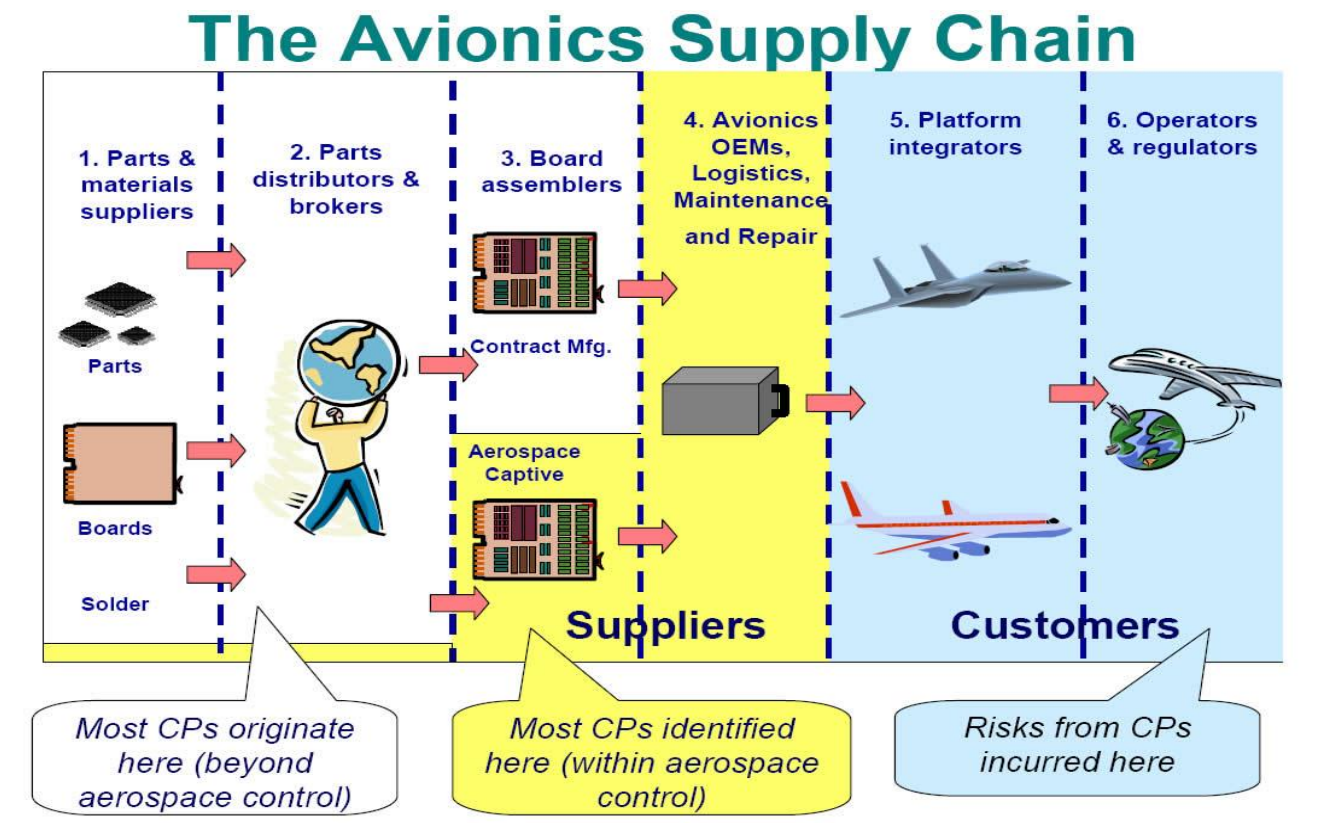 The Avionics Supply Chain
1. Parts &
materials
suppliers
Parts
Boards
Solder
2. Parts
distributors &
brokers
3. Board
assemblers
Contract Mfg.
Aerospace
Captive
4. Avionics
OEMs,
Logistics,
Maintenance
and Repair
5. Platform
integrators
6. Operators
& regulators
Suppliers
Customers
Most CPs originate
here (beyond
aerospace control)
Most CPs identified
here (within aerospace
control)
Risks from CPs
incurred here